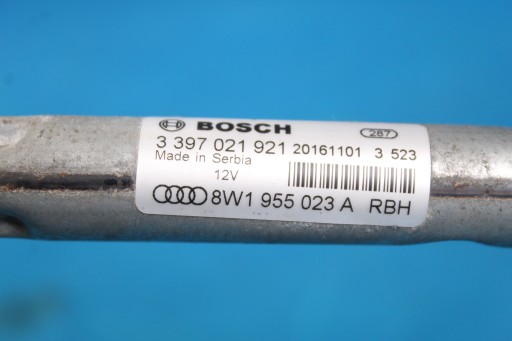 BOSCH 287
3 397 021 921 20161101 3 523
Made in Serbia
12V
8W1 955 023 A RBH